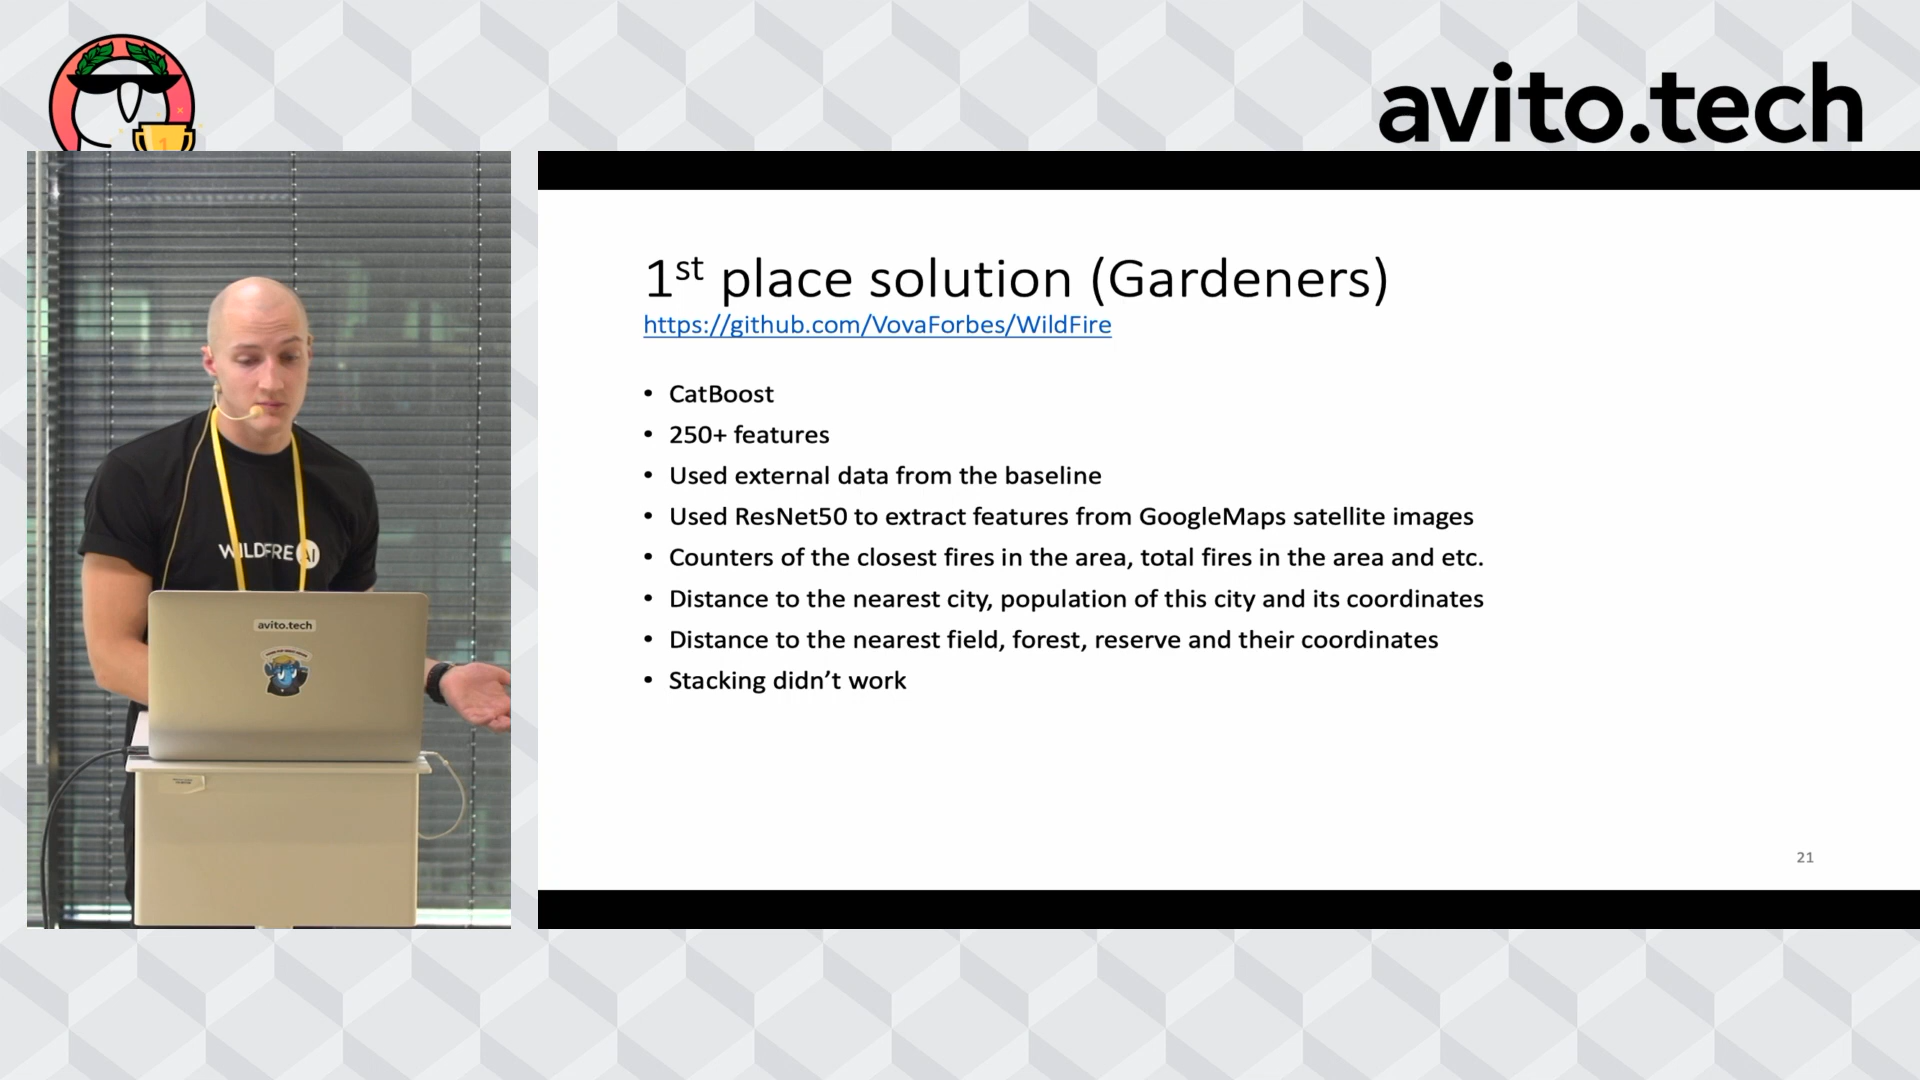 avito.tech
1
1st place solution (Gardeners)
https://github.com/VovaForbes/WildFire
• CatBoost
• 250+ features
• Used external data from the baseline
• Used ResNet50 to extract features from GoogleMaps satellite images
• Counters of the closest fires in the area, total fires in the area and etc.
• Distance to the nearest city, population of this city and its coordinates
• Distance to the nearest field, forest, reserve and their coordinates
• Stacking didn’t work
21
AI
avito.tech